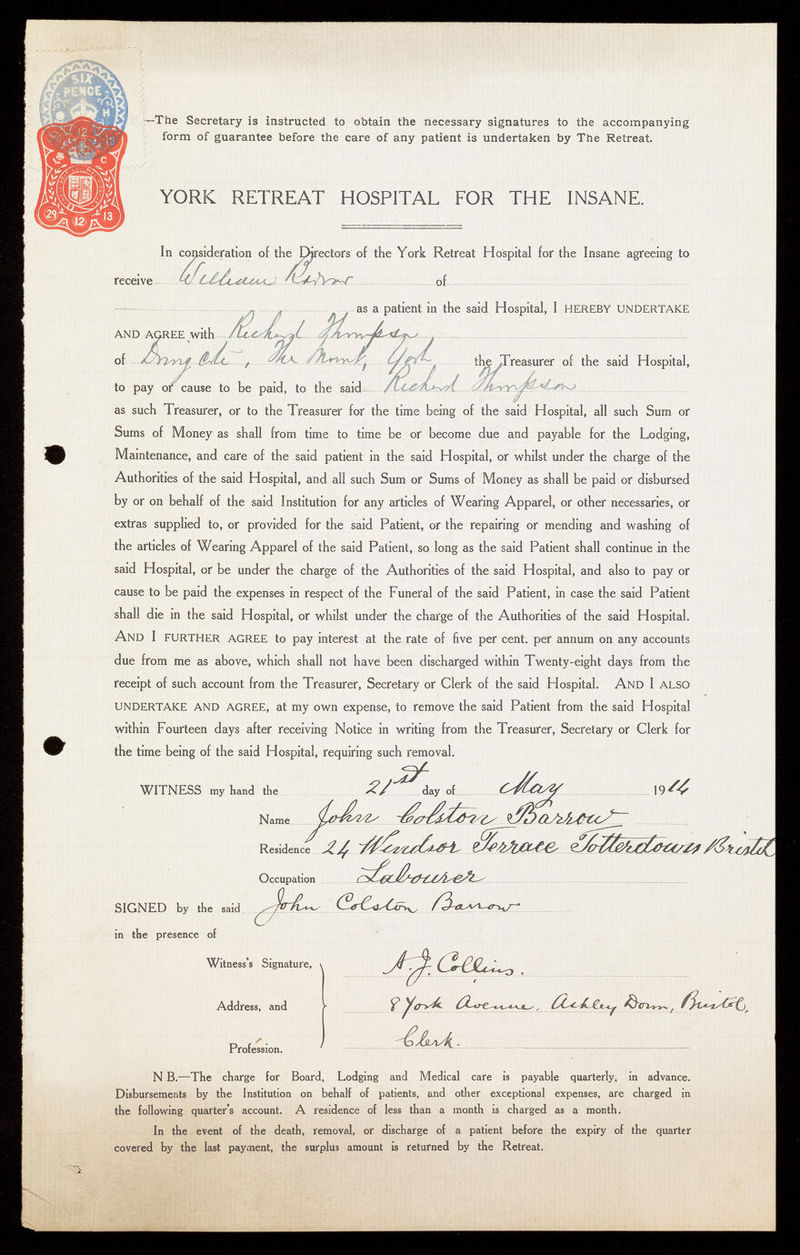 SIX
PENCE
H
12
C
29 12 13
—The Secretary is instructed to obtain the necessary signatures to the accompanying
form of guarantee before the care of any patient is undertaken by The Retreat.
YORK RETREAT HOSPITAL FOR THE INSANE.
In consideration of the Directors of the York Retreat Hospital for the Insane agreeing to
receive William of
as a patient in the said Hospital, I HEREBY UNDERTAKE
AND AGREE with Richard Thompson
of The Mount, York the Treasurer of the said Hospital,
to pay or cause to be paid, to the said Richard Thompson
as such Treasurer, or to the Treasurer for the time being of the said Hospital, all such Sum or
Sums of Money as shall from time to time be or become due and payable for the Lodging,
Maintenance, and care of the said patient in the said Hospital, or whilst under the charge of the
Authorities of the said Hospital, and all such Sum or Sums of Money as shall be paid or disbursed
by or on behalf of the said Institution for any articles of Wearing Apparel, or other necessaries, or
extras supplied to, or provided for the said Patient, or the repairing or mending and washing of
the articles of Wearing Apparel of the said Patient, so long as the said Patient shall continue in the
said Hospital, or be under the charge of the Authorities of the said Hospital, and also to pay or
cause to be paid the expenses in respect of the Funeral of the said Patient, in case the said Patient
shall die in the said Hospital, or whilst under the charge of the Authorities of the said Hospital.
AND I FURTHER AGREE to pay interest at the rate of five per cent. per annum on any accounts
due from me as above, which shall not have been discharged within Twenty-eight days from the
receipt of such account from the Treasurer, Secretary or Clerk of the said Hospital. AND I ALSO
UNDERTAKE AND AGREE, at my own expense, to remove the said Patient from the said Hospital
within Fourteen days after receiving Notice in writing from the Treasurer, Secretary or Clerk for
the time being of the said Hospital, requiring such removal.
WITNESS my hand the 21st day of May 1914
Name John Colston Barrow
Residence 24 Windsor Terrace Totterdown Bristol
Occupation Labourer
SIGNED by the said John Colston Barrow
in the presence of
Witness's Signature, A. J. Collins.
Address, and 8 York Avenue, Ashley Down, Bristol,
Profession. Clerk.
N B.—The charge for Board, Lodging and Medical care is payable quarterly, in advance.
Disbursements by the Institution on behalf of patients, and other exceptional expenses, are charged in
the following quarter's account. A residence of less than a month is charged as a month.
In the event of the death, removal, or discharge of a patient before the expiry of the quarter
covered by the last payment, the surplus amount is returned by the Retreat.